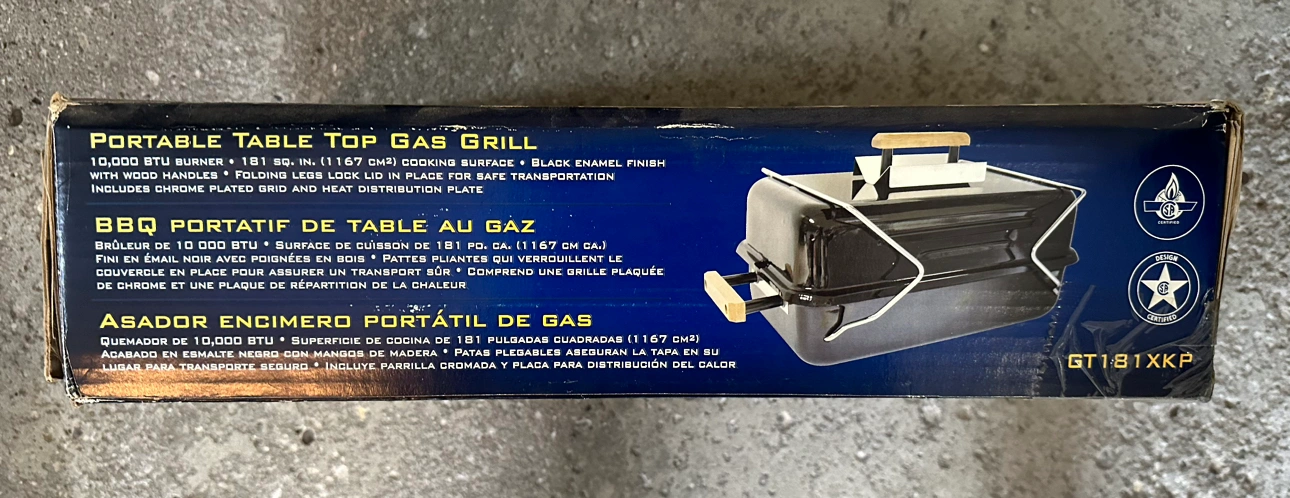 PORTABLE TABLE TOP GAS GRILL
10,000 BTU BURNER • 181 SQ. IN. (1167 CM²) COOKING SURFACE • BLACK ENAMEL FINISH
WITH WOOD HANDLES • FOLDING LEGS LOCK LID IN PLACE FOR SAFE TRANSPORTATION
INCLUDES CHROME PLATED GRID AND HEAT DISTRIBUTION PLATE
BBQ PORTATIF DE TABLE AU GAZ
BRÛLEUR DE 10 000 BTU • SURFACE DE CUISSON DE 181 PO. CA. (1167 CM CA.)
FINI EN ÉMAIL NOIR AVEC POIGNÉES EN BOIS • PATTES PLIANTES QUI VERROUILLENT LE
COUVERCLE EN PLACE POUR ASSURER UN TRANSPORT SÛR • COMPREND UNE GRILLE PLAQUÉE
DE CHROME ET UNE PLAQUE DE RÉPARTITION DE LA CHALEUR
ASADOR ENCIMERO PORTÁTIL DE GAS
QUEMADOR DE 10,000 BTU • SUPERFICIE DE COCINA DE 181 PULGADAS CUADRADAS (1167 CM²)
ACABADO EN ESMALTE NEGRO CON MANGOS DE MADERA • PATAS PLEGABLES ASEGURAN LA TAPA EN SU
LUGAR PARA TRANSPORTE SEGURO • INCLUYE PARRILLA CROMADA Y PLACA PARA DISTRIBUCIÓN DEL CALOR
CERTIFIED
DESIGN
CERTIFIED
GT181XKP